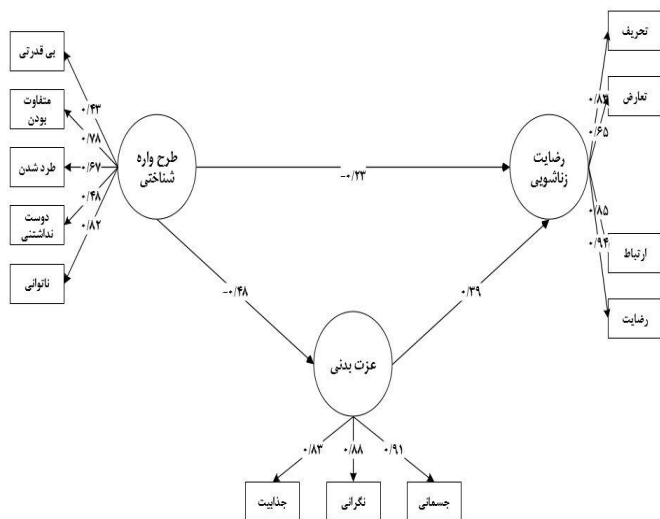 تحریف
بی قدرتی
تعارض
۰/۴۳
متفاوت
بودن
۰/۷۸
طرح واره
شناختی
رضایت
زناشویی
۰/۶۵
طرد شدن
۰/۶۷
-۰/۲۳
۰/۴۸
دوست
نداشتنی
۰/۸۲
۰/۸۵
۰/۹۴
ارتباط
ناتوانی
-۰/۴۸
۰/۳۹
رضایت
عزت بدنی
۰/۸۳
۰/۸۸
۰/۹۱
جذابیت
نگرانی
جسمانی